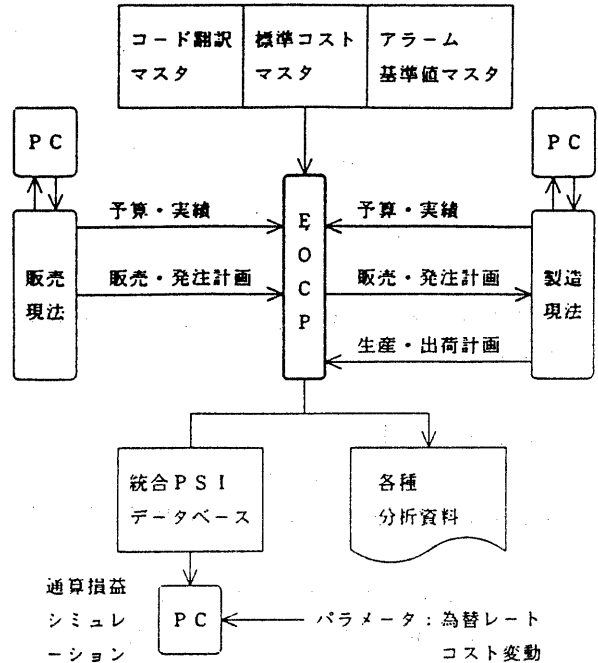 コード翻訳
マスタ
標準コスト
マスタ
アラーム
基準値マスタ
PC
PC
販売
現法
予算・実績
販売・発注計画
EOCP
予算・実績
販売・発注計画
生産・出荷計画
製造
現法
統合PSI
データベース
各種
分析資料
通算損益
シミュレ
ーション
PC
パラメータ：為替レート
コスト変動